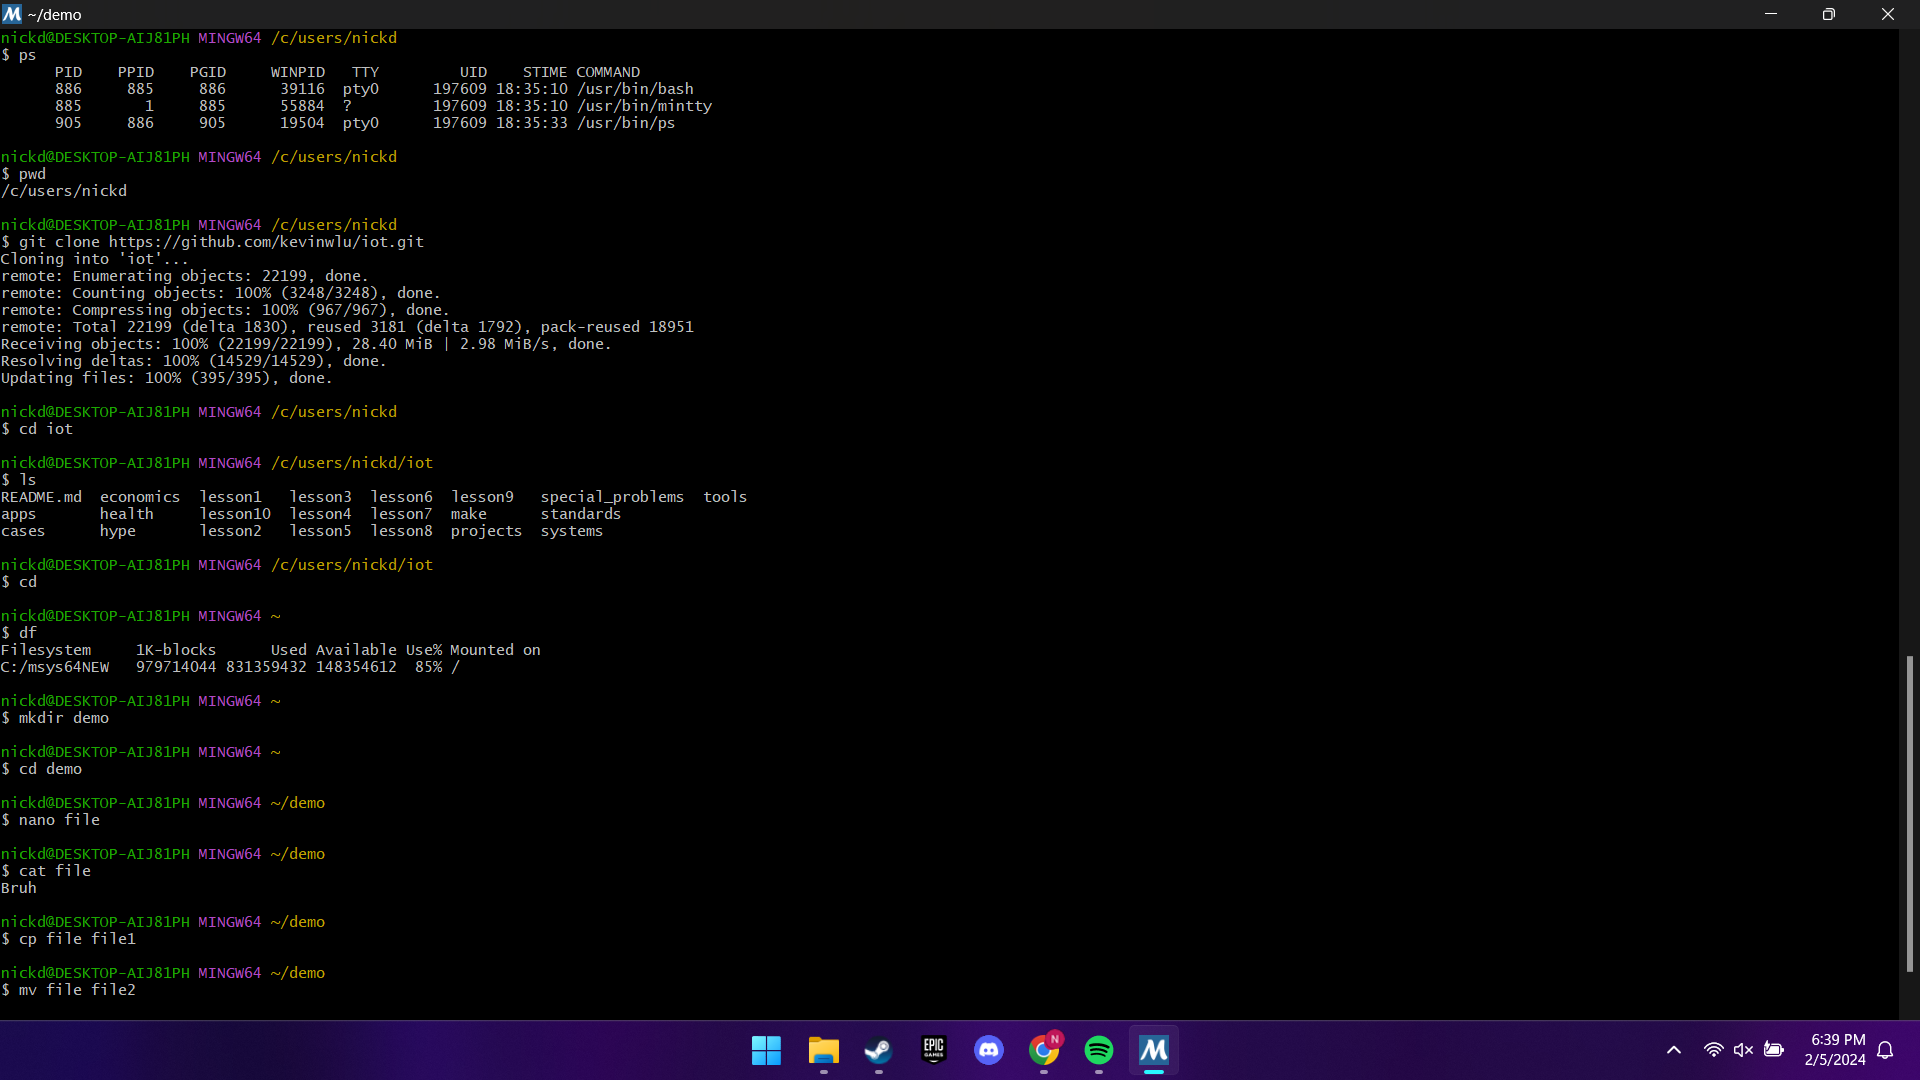 ~/demo
nickd@DESKTOP-AIJ81PH MINGW64 /c/users/nickd
$ ps
      PID    PPID    PGID     WINPID   TTY         UID    STIME COMMAND
      886     885     886      39116  pty0      197609 18:35:10 /usr/bin/bash
      885       1     885      55884  ?         197609 18:35:10 /usr/bin/mintty
      905     886     905      19504  pty0      197609 18:35:33 /usr/bin/ps
nickd@DESKTOP-AIJ81PH MINGW64 /c/users/nickd
$ pwd
/c/users/nickd
nickd@DESKTOP-AIJ81PH MINGW64 /c/users/nickd
$ git clone https://github.com/kevinwlu/iot.git
Cloning into 'iot'...
remote: Enumerating objects: 22199, done.
remote: Counting objects: 100% (3248/3248), done.
remote: Compressing objects: 100% (967/967), done.
remote: Total 22199 (delta 1830), reused 3181 (delta 1792), pack-reused 18951
Receiving objects: 100% (22199/22199), 28.40 MiB | 2.98 MiB/s, done.
Resolving deltas: 100% (14529/14529), done.
Updating files: 100% (395/395), done.
nickd@DESKTOP-AIJ81PH MINGW64 /c/users/nickd
$ cd iot
nickd@DESKTOP-AIJ81PH MINGW64 /c/users/nickd/iot
$ ls
README.md  economics  lesson1   lesson3  lesson6  lesson9   special_problems  tools
apps       health     lesson10  lesson4  lesson7  make      standards
cases      hype       lesson2   lesson5  lesson8  projects  systems
nickd@DESKTOP-AIJ81PH MINGW64 /c/users/nickd/iot
$ cd
nickd@DESKTOP-AIJ81PH MINGW64 ~
$ df
Filesystem     1K-blocks      Used Available Use% Mounted on
C:/msys64NEW   979714044 831359432 148354612  85% /
nickd@DESKTOP-AIJ81PH MINGW64 ~
$ mkdir demo
nickd@DESKTOP-AIJ81PH MINGW64 ~
$ cd demo
nickd@DESKTOP-AIJ81PH MINGW64 ~/demo
$ nano file
nickd@DESKTOP-AIJ81PH MINGW64 ~/demo
$ cat file
Bruh
nickd@DESKTOP-AIJ81PH MINGW64 ~/demo
$ cp file file1
nickd@DESKTOP-AIJ81PH MINGW64 ~/demo
$ mv file file2
EPIC
GAMES
N
6:39 PM
2/5/2024